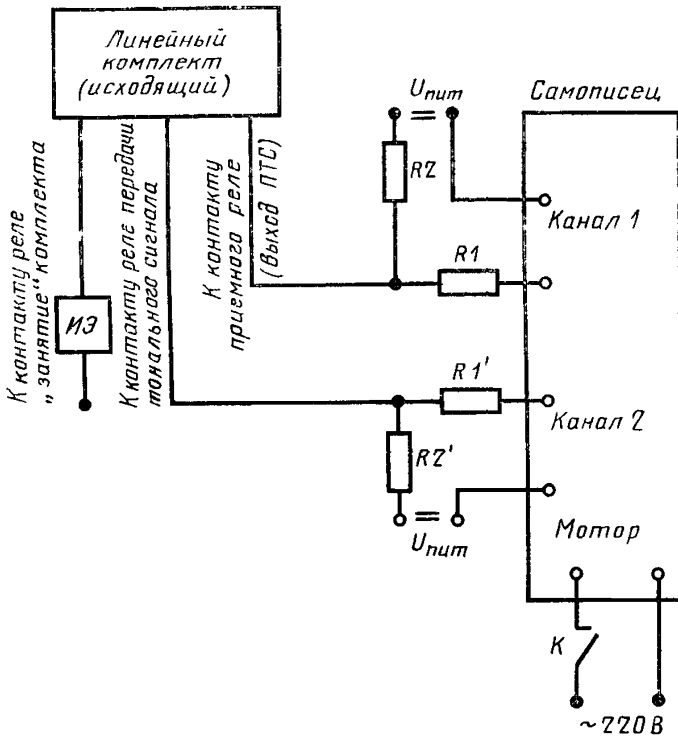 Линейный
комплект
(исходящий)
К контакту реле
„занятие“ комплекта
ИЭ
К контакту реле передачи
тонального сигнала
К контакту
приемного реле
(Выход ПТС)
Uпит
=
R2
R1
Самописец
Канал 1
R1'
R2'
=
Uпит
Канал 2
Мотор
К
~220В